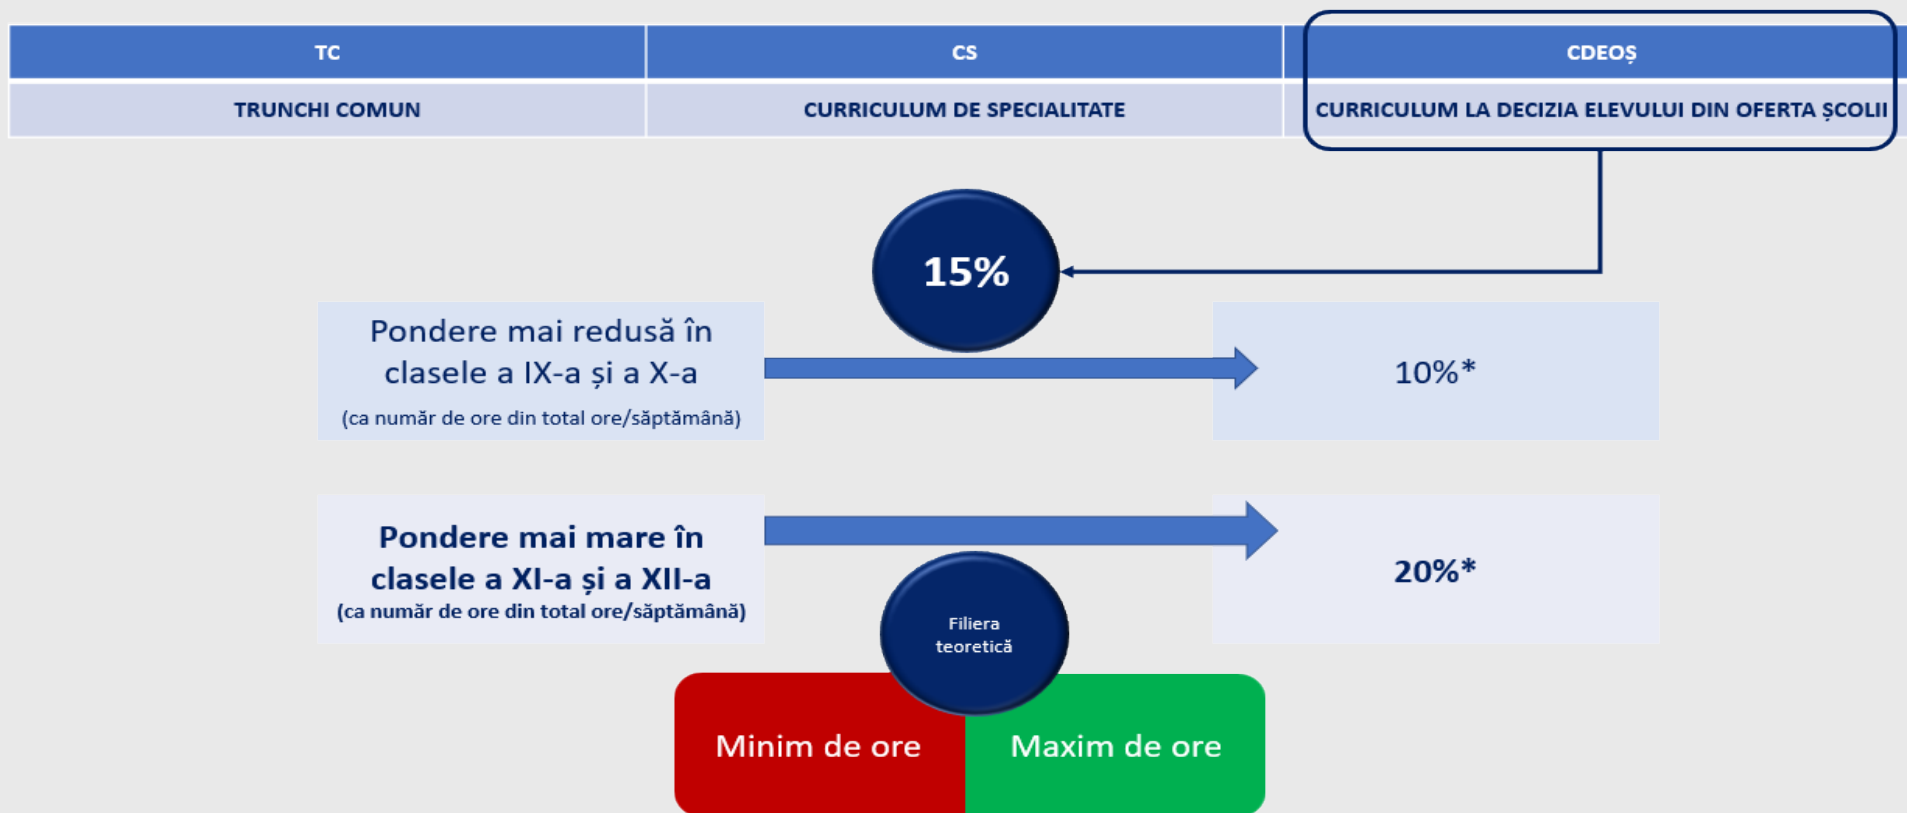 TC
CS
CDEOȘ
TRUNCHI COMUN
CURRICULUM DE SPECIALITATE
CURRICULUM LA DECIZIA ELEVULUI DIN OFERTA ȘCOLII
15%
Pondere mai redusă în
clasele a IX-a și a X-a
(ca număr de ore din total ore/săptămână)
10%*
Pondere mai mare în
clasele a XI-a și a XII-a
(ca număr de ore din total ore/săptămână)
20%*
Filiera
teoretică
Minim de ore
Maxim de ore